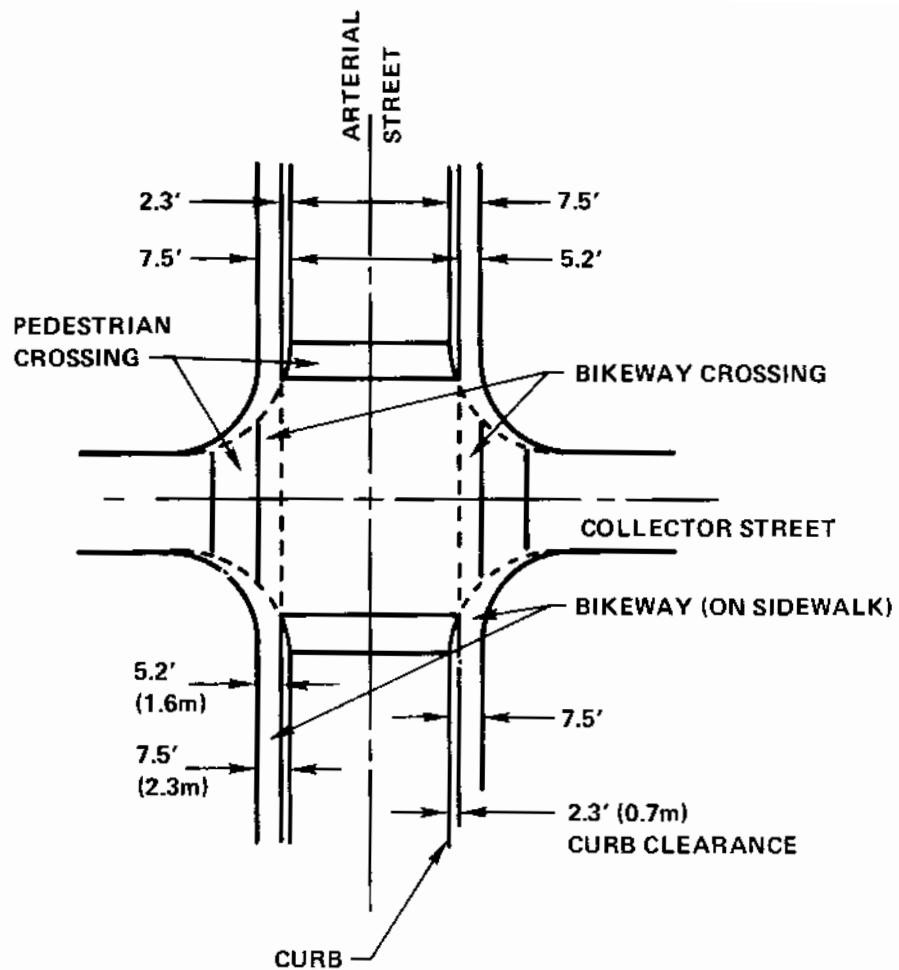 ARTERIAL
STREET
2.3′
7.5′
7.5′
5.2′
PEDESTRIAN
CROSSING
BIKEWAY CROSSING
COLLECTOR STREET
BIKEWAY (ON SIDEWALK)
5.2′
(1.6m)
7.5′
7.5′
(2.3m)
2.3′ (0.7m)
CURB CLEARANCE
CURB